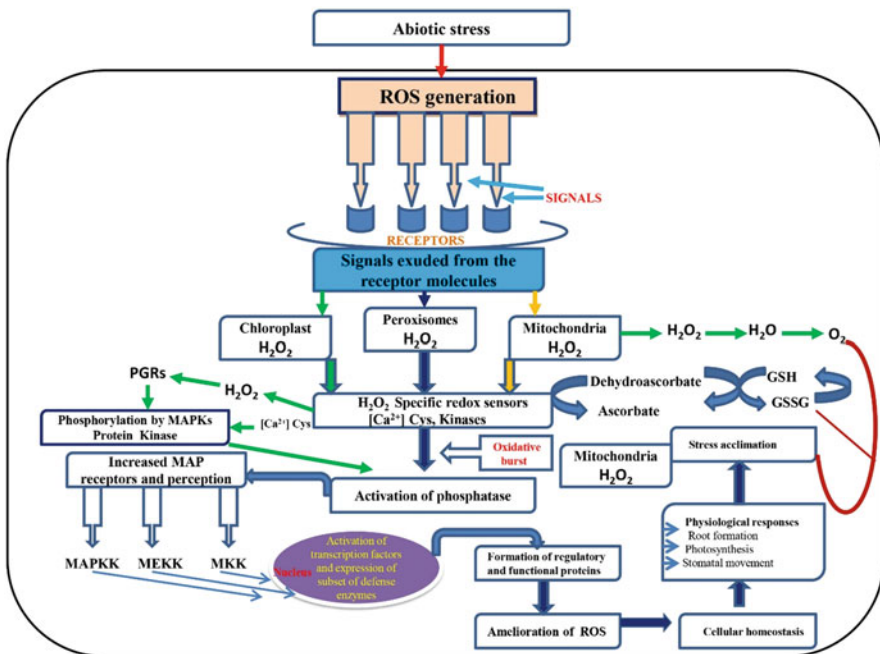 Abiotic stress
ROS generation
SIGNALS
RECEPTORS
Signals exuded from the
receptor molecules
Chloroplast
H₂O₂
Peroxisomes
H₂O₂
Mitochondria
H₂O₂
H₂O₂
H₂O
O₂
PGRs
H₂O₂
H₂O₂ Specific redox sensors
[Ca²⁺] Cys, Kinases
Dehydroascorbate
Ascorbate
GSH
GSSG
Phosphorylation by MAPKs
Protein Kinase
[Ca²⁺] Cys
Oxidative
burst
Mitochondria
H₂O₂
Stress acclimation
Increased MAP
receptors and perception
Activation of phosphatase
MAPKK
MEKK
MKK
Nucleus
Activation of
transcription factors
and expression of
subset of defense
enzymes
Formation of regulatory
and functional proteins
Physiological responses
Root formation
Photosynthesis
Stomatal movement
Amelioration of ROS
Cellular homeostasis